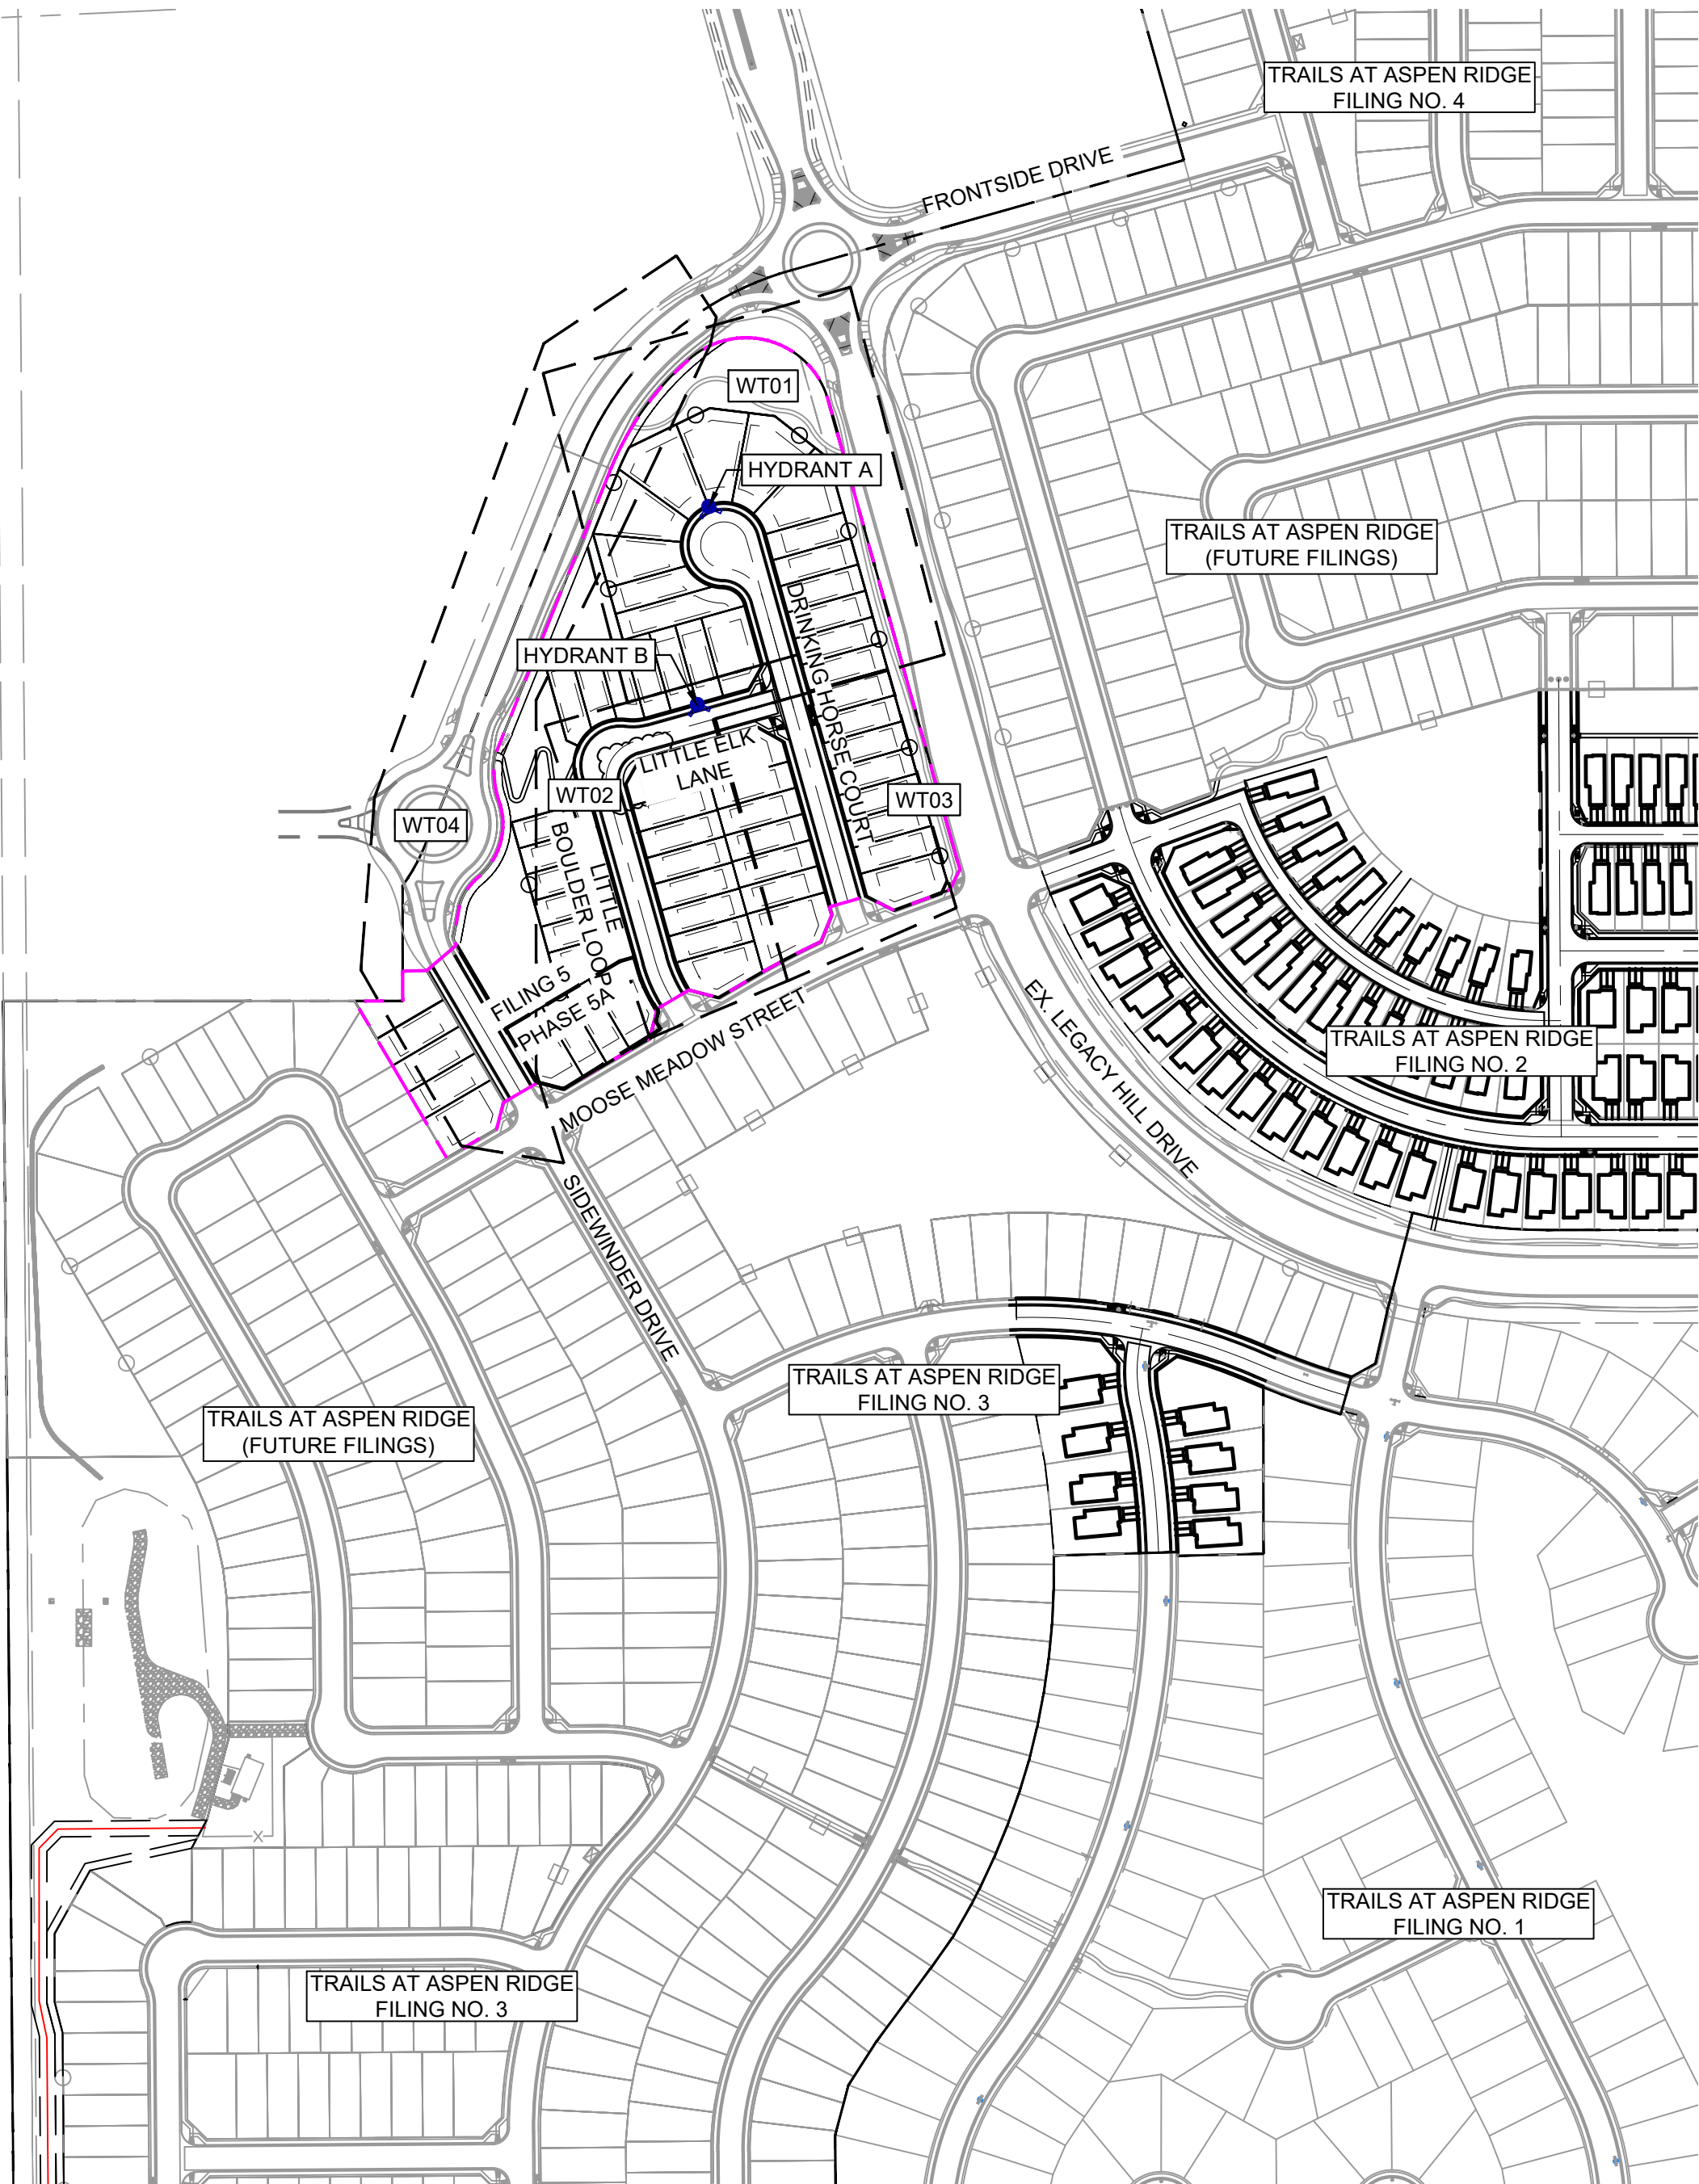 TRAILS AT ASPEN RIDGE
FILING NO. 4
FRONTSIDE DRIVE
WT01
HYDRANT A
TRAILS AT ASPEN RIDGE
(FUTURE FILINGS)
DRINKING HORSE COURT
HYDRANT B
LITTLE ELK
LANE
WT02
WT03
WT04
LITTLE
BOULDER LOOP
FILING 5
PHASE 5A
MOOSE MEADOW STREET
EX. LEGACY HILL DRIVE
TRAILS AT ASPEN RIDGE
FILING NO. 2
SIDEWINDER DRIVE
TRAILS AT ASPEN RIDGE
FILING NO. 3
TRAILS AT ASPEN RIDGE
(FUTURE FILINGS)
TRAILS AT ASPEN RIDGE
FILING NO. 1
TRAILS AT ASPEN RIDGE
FILING NO. 3